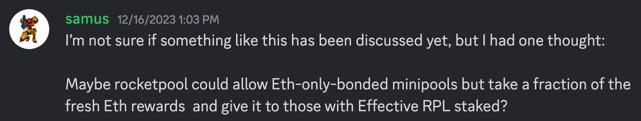 samus 12/16/2023 1:03 PM
I'm not sure if something like this has been discussed yet, but I had one thought:
Maybe rocketpool could allow Eth-only-bonded minipools but take a fraction of the
fresh Eth rewards and give it to those with Effective RPL staked?